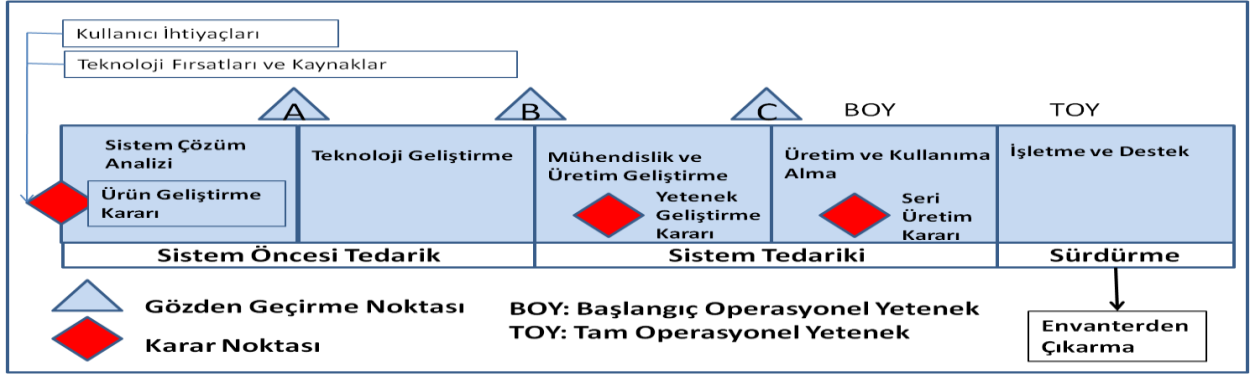 Kullanıcı İhtiyaçları
Teknoloji Fırsatları ve Kaynaklar
A
B
C
BOY
TOY
Sistem Çözüm
Analizi
Ürün Geliştirme
Kararı
Teknoloji Geliştirme
Mühendislik ve
Üretim Geliştirme
Yetenek
Geliştirme
Kararı
Üretim ve Kullanıma
Alma
Seri
Üretim
Kararı
İşletme ve Destek
Sistem Öncesi Tedarik
Sistem Tedariki
Sürdürme
Gözden Geçirme Noktası
Karar Noktası
BOY: Başlangıç Operasyonel Yetenek
TOY: Tam Operasyonel Yetenek
Envanterden
Çıkarma